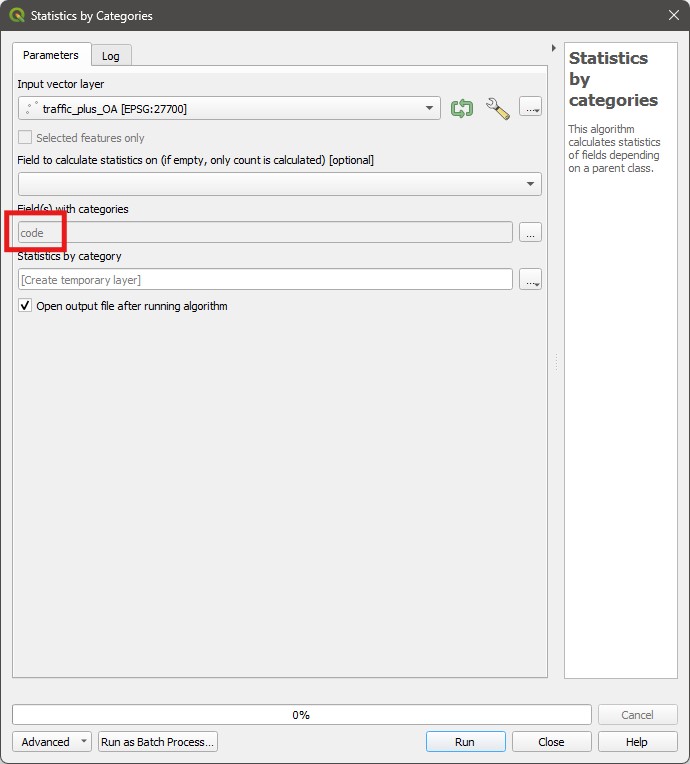 Statistics by Categories
Parameters
Log
Input vector layer
traffic_plus_OA [EPSG:27700]
...
Selected features only
Field to calculate statistics on (if empty, only count is calculated) [optional]
Field(s) with categories
code
...
Statistics by category
[Create temporary layer]
...
Open output file after running algorithm
Statistics
by
categories
This algorithm
calculates statistics
of fields depending
on a parent class.
0%
Cancel
Advanced
Run as Batch Process...
Run
Close
Help